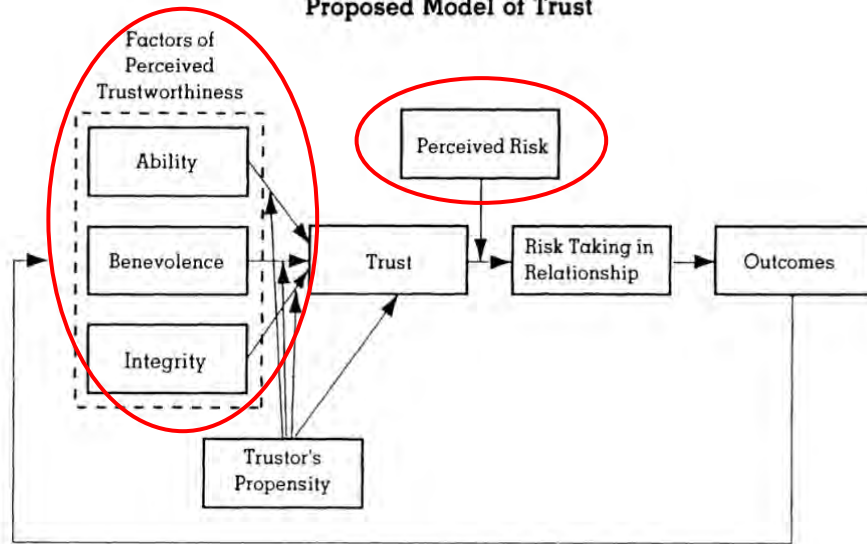 Proposed Model of Trust
Factors of
Perceived
Trustworthiness
Ability
Benevolence
Integrity
Perceived Risk
Trust
Risk Taking in
Relationship
Outcomes
Trustor's
Propensity